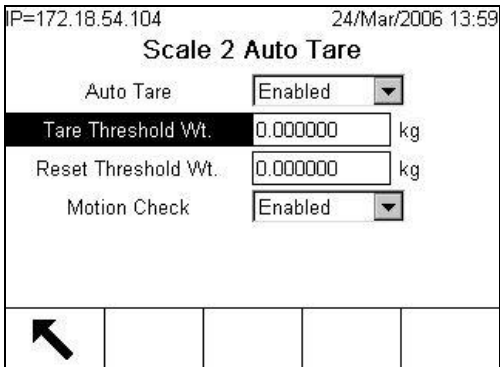 IP=172.18.54.104 24/Mar/2006 13:59
Scale 2 Auto Tare
Auto Tare Enabled
Tare Threshold Wt. 0.000000 kg
Reset Threshold Wt. 0.000000 kg
Motion Check Enabled